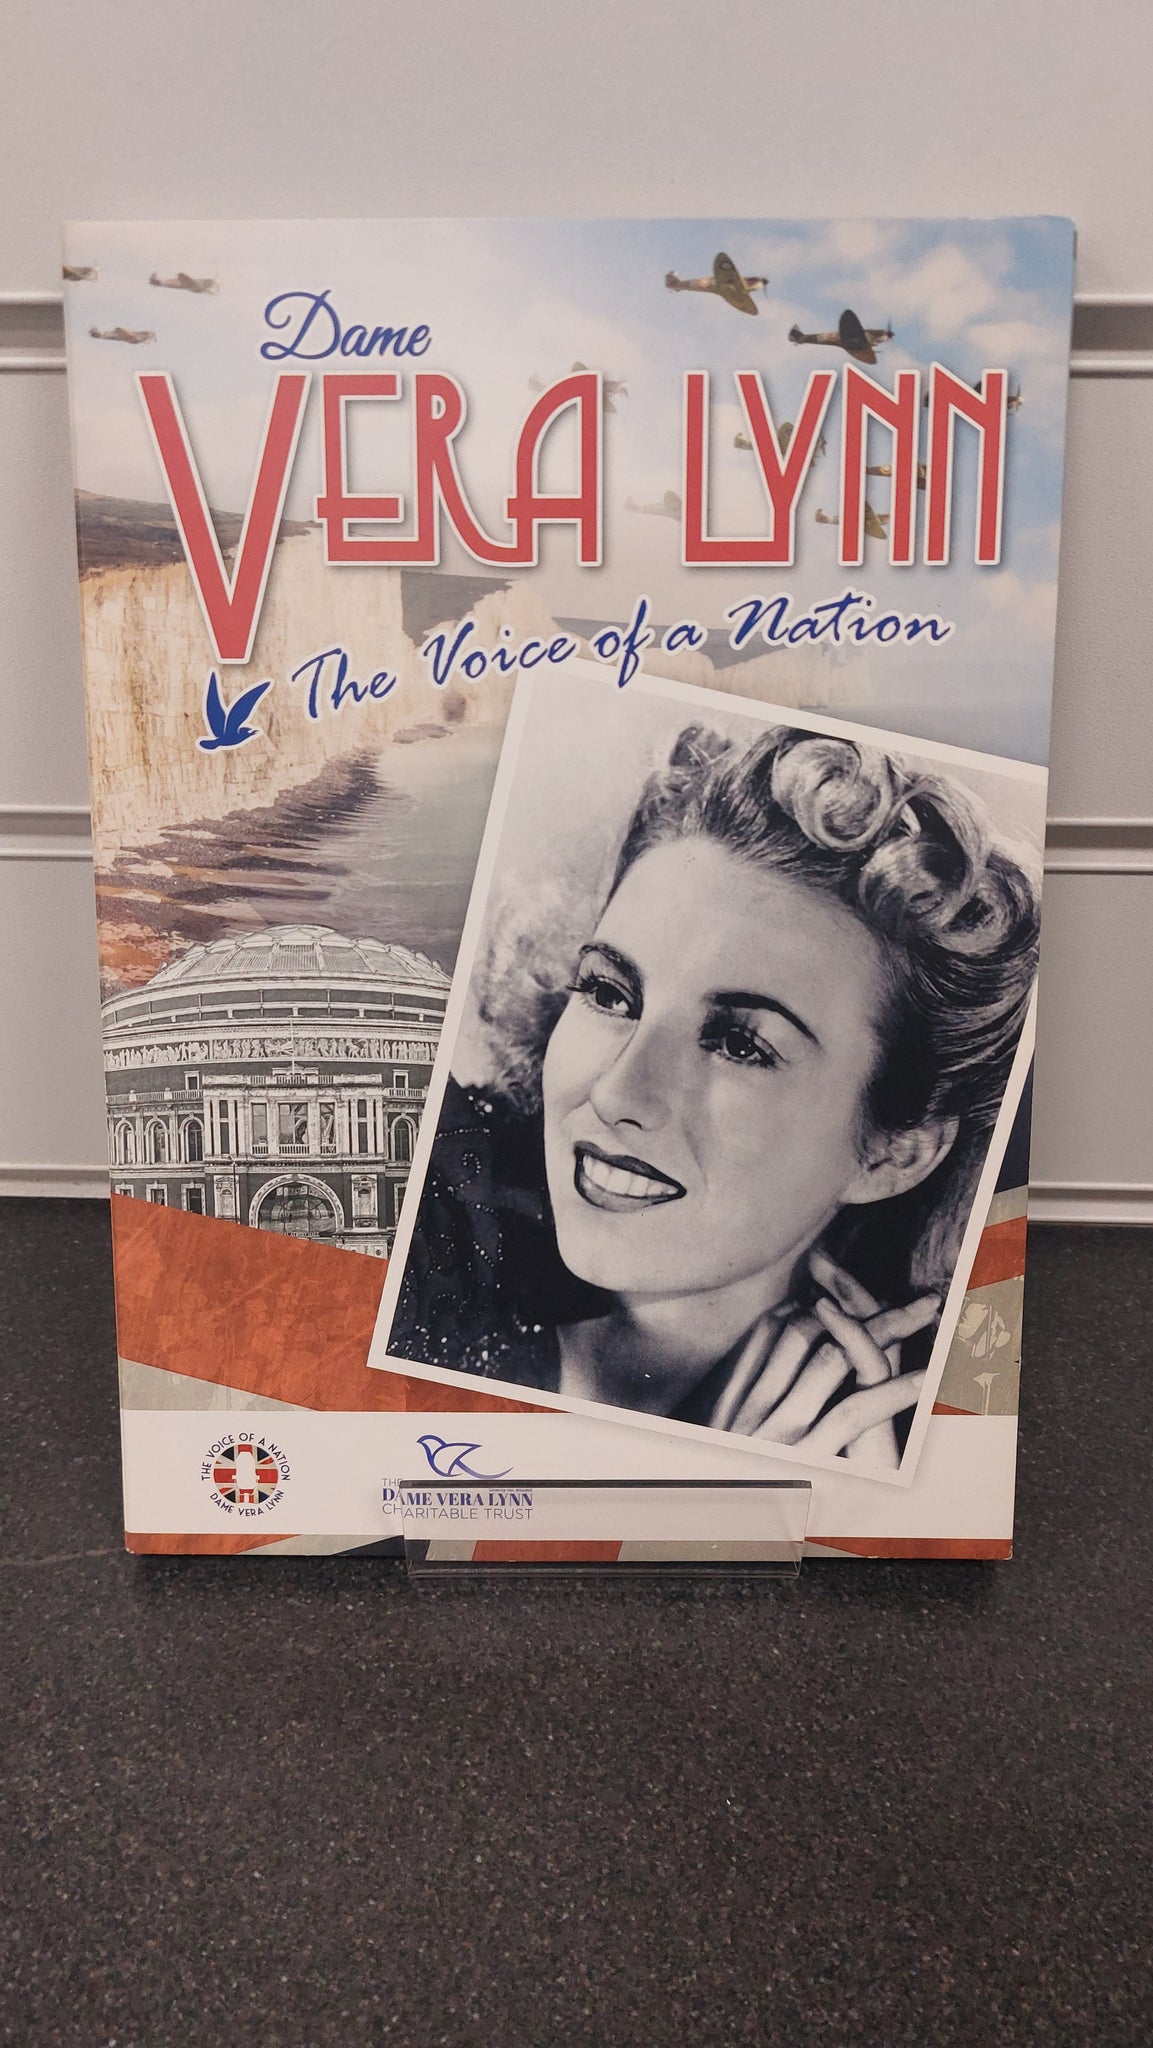 Dame
VERA LYNN
The Voice of a Nation
THE VOICE OF A NATION
DAME VERA LYNN
THE
DAME VERA LYNN
CHARITABLE TRUST